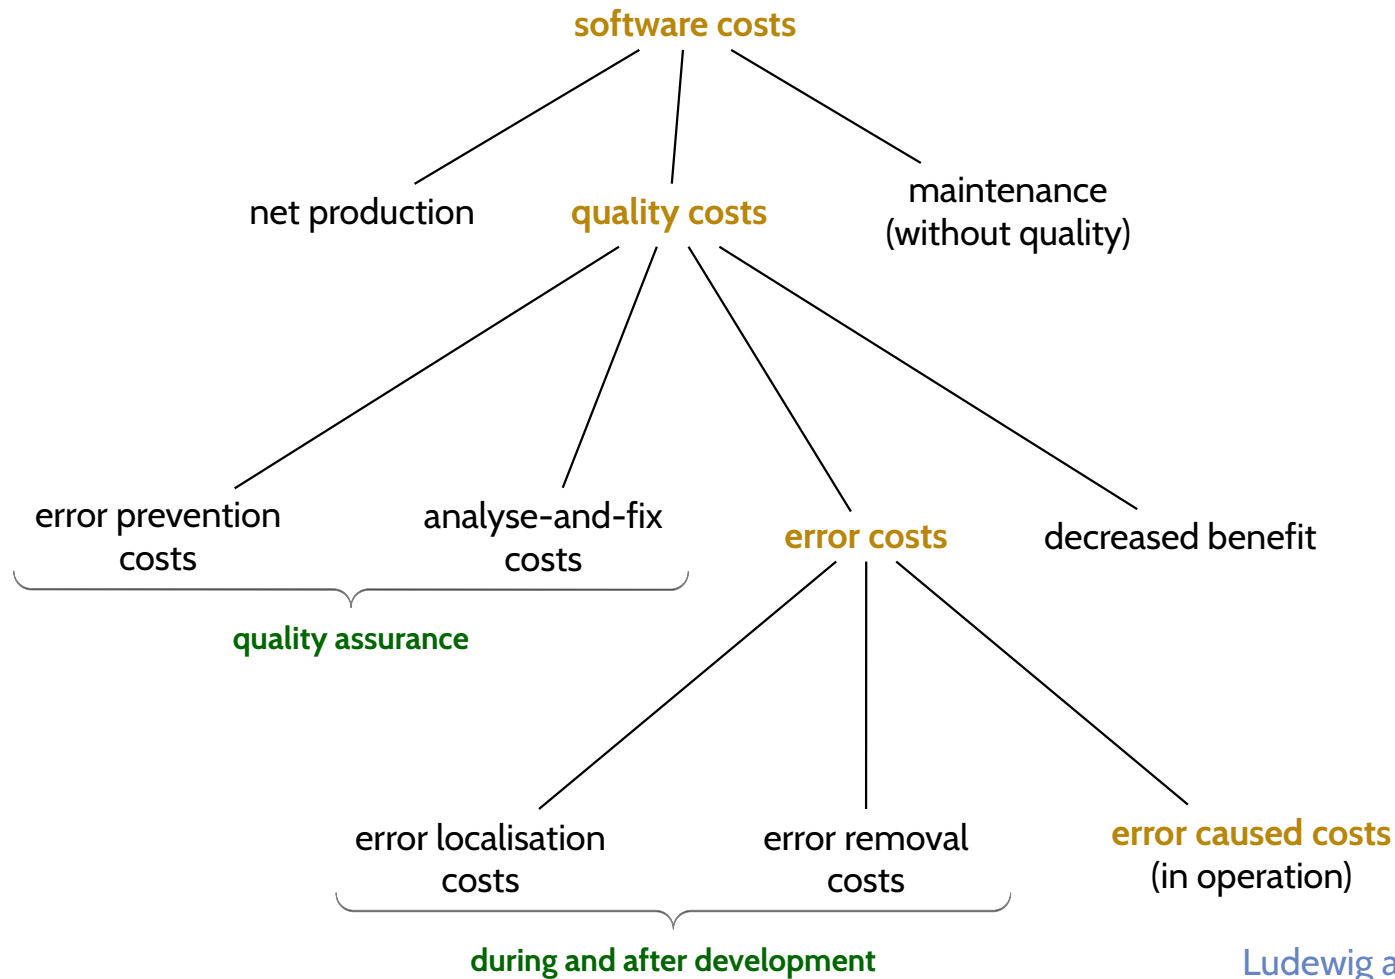 software costs
net production
quality costs
maintenance
(without quality)
error prevention
costs
analyse-and-fix
costs
error costs
decreased benefit
quality assurance
error localisation
costs
error removal
costs
error caused costs
(in operation)
during and after development
Ludewig a